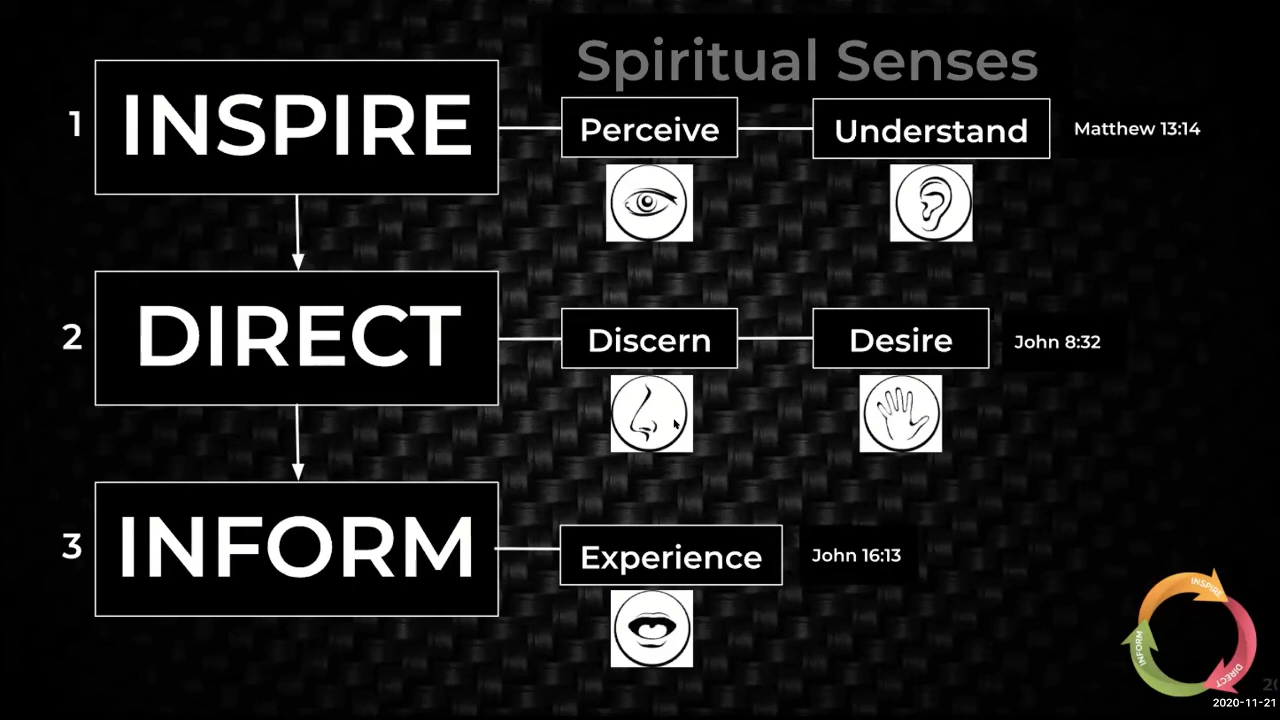 Spiritual Senses
1
INSPIRE
Perceive
Understand
Matthew 13:14
2
DIRECT
Discern
Desire
John 8:32
3
INFORM
Experience
John 16:13
INSPIRE
INFORM
DIRECT
2020-11-21